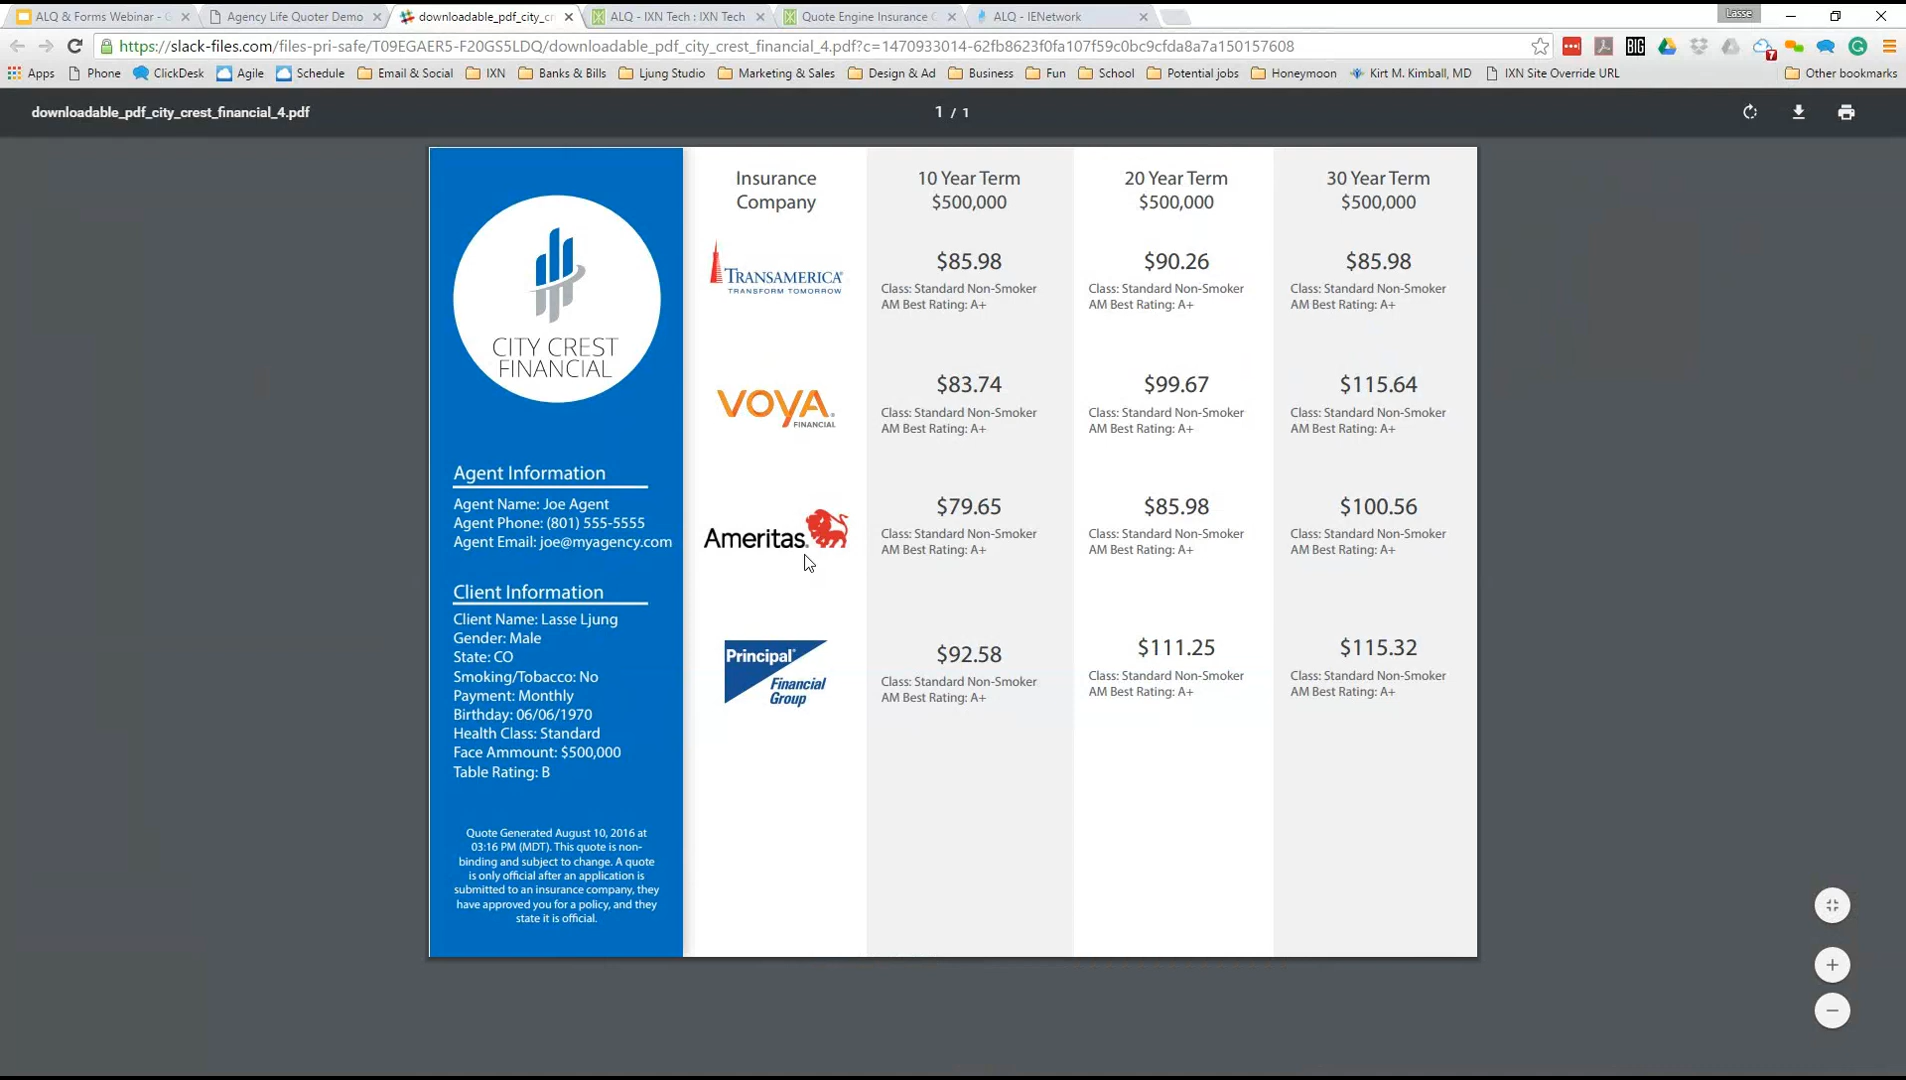 ALQ & Forms Webinar - G
Agency Life Quoter Demo
downloadable_pdf_city_cr
ALQ - IXN Tech : IXN Tech
Quote Engine Insurance C
ALQ - IENetwork
Lasse
https://slack-files.com/files-pri-safe/T09EGAER5-F20GS5LDQ/downloadable_pdf_city_crest_financial_4.pdf?c=1470933014-62fb8623f0fa107f59c0bc9cfda8a7a150157608
BIG
7
Apps Phone ClickDesk Agile Schedule Email & Social IXN Banks & Bills Ljung Studio Marketing & Sales Design & Ad Business Fun School Potential jobs Honeymoon Kirt M. Kimball, MD IXN Site Override URL Other bookmarks
downloadable_pdf_city_crest_financial_4.pdf
1 / 1
CITY CREST
FINANCIAL
Agent Information
Agent Name: Joe Agent
Agent Phone: (801) 555-5555
Agent Email: joe@myagency.com
Client Information
Client Name: Lasse Ljung
Gender: Male
State: CO
Smoking/Tobacco: No
Payment: Monthly
Birthday: 06/06/1970
Health Class: Standard
Face Ammount: $500,000
Table Rating: B
Quote Generated August 10, 2016 at
03:16 PM (MDT). This quote is non-
binding and subject to change. A quote
is only official after an application is
submitted to an insurance company, they
have approved you for a policy, and they
state it is official.
Insurance
Company
10 Year Term
$500,000
20 Year Term
$500,000
30 Year Term
$500,000
TRANSAMERICA®
TRANSFORM TOMORROW
$85.98
Class: Standard Non-Smoker
AM Best Rating: A+
$90.26
Class: Standard Non-Smoker
AM Best Rating: A+
$85.98
Class: Standard Non-Smoker
AM Best Rating: A+
VOYA®
FINANCIAL
$83.74
Class: Standard Non-Smoker
AM Best Rating: A+
$99.67
Class: Standard Non-Smoker
AM Best Rating: A+
$115.64
Class: Standard Non-Smoker
AM Best Rating: A+
Ameritas®
$79.65
Class: Standard Non-Smoker
AM Best Rating: A+
$85.98
Class: Standard Non-Smoker
AM Best Rating: A+
$100.56
Class: Standard Non-Smoker
AM Best Rating: A+
Principal®
Financial
Group
$92.58
Class: Standard Non-Smoker
AM Best Rating: A+
$111.25
Class: Standard Non-Smoker
AM Best Rating: A+
$115.32
Class: Standard Non-Smoker
AM Best Rating: A+